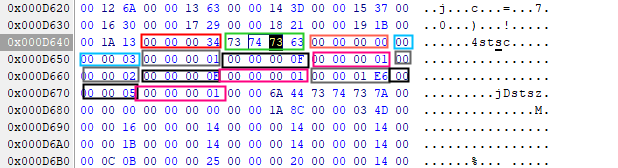 0x000D620 00 12 6A 00 00 13 63 00 00 14 3D 00 00 15 37 00 ..j...c...=...7.
0x000D630 00 16 30 00 00 17 29 00 00 18 21 00 00 19 1B 00 ..0...)...!.....
0x000D640 00 1A 13 00 00 00 34 73 74 73 63 00 00 00 00 00 ......4stsc.....
0x000D650 00 00 03 00 00 00 01 00 00 00 0F 00 00 00 01 00 ................
0x000D660 00 00 02 00 00 00 0E 00 00 00 01 00 00 01 E6 00 ................
0x000D670 00 00 05 00 00 00 01 00 00 6A 44 73 74 73 7A 00 .........jDstsz.
0x000D680 00 00 00 00 00 00 00 00 00 1A 8C 00 00 03 4D 00 ..............M.
0x000D690 00 00 16 00 00 00 14 00 00 00 14 00 00 00 14 00 ................
0x000D6A0 00 00 1B 00 00 00 14 00 00 00 14 00 00 00 14 00 ................
0x000D6B0 00 0C 0B 00 00 00 25 00 00 00 20 00 00 00 14 00 ......%... .....